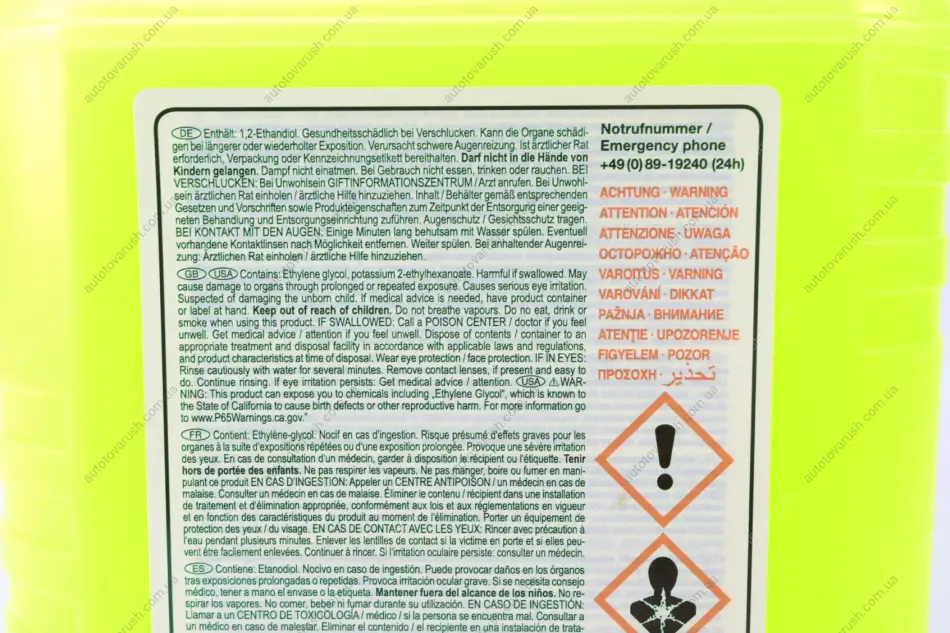 DE Enthält: 1,2-Ethandiol. Gesundheitsschädlich bei Verschlucken. Kann die Organe schädi-
gen bei längerer oder wiederholter Exposition. Verursacht schwere Augenreizung. Ist ärztlicher Rat
erforderlich, Verpackung oder Kennzeichnungsetikett bereithalten. Darf nicht in die Hände von
Kindern gelangen. Dampf nicht einatmen. Bei Gebrauch nicht essen, trinken oder rauchen. BEI
VERSCHLUCKEN: Bei Unwohlsein GIFTINFORMATIONSZENTRUM / Arzt anrufen. Bei Unwohl-
sein ärztlichen Rat einholen / ärztliche Hilfe hinzuziehen. Inhalt / Behälter gemäß entsprechenden
Gesetzen und Vorschriften sowie Produkteigenschaften zum Zeitpunkt der Entsorgung einer geeig-
neten Behandlung und Entsorgungseinrichtung zuführen. Augenschutz / Gesichtsschutz tragen.
BEI KONTAKT MIT DEN AUGEN: Einige Minuten lang behutsam mit Wasser spülen. Eventuell
vorhandene Kontaktlinsen nach Möglichkeit entfernen. Weiter spülen. Bei anhaltender Augenrei-
zung: Ärztlichen Rat einholen / ärztliche Hilfe hinzuziehen.
GB USA Contains: Ethylene glycol, potassium 2-ethylhexanoate. Harmful if swallowed. May
cause damage to organs through prolonged or repeated exposure. Causes serious eye irritation.
Suspected of damaging the unborn child. If medical advice is needed, have product container
or label at hand. Keep out of reach of children. Do not breathe vapours. Do no eat, drink or
smoke when using this product. IF SWALLOWED: Call a POISON CENTER / doctor if you feel
unwell. Get medical advice / attention if you feel unwell. Dispose of contents / container to an
appropriate treatment and disposal facility in accordance with applicable laws and regulations,
and product characteristics at time of disposal. Wear eye protection / face protection. IF IN EYES:
Rinse cautiously with water for several minutes. Remove contact lenses, if present and easy to
do. Continue rinsing. If eye irritation persists: Get medical advice / attention. USA ⚠ WAR-
NING: This product can expose you to chemicals including „Ethylene Glycol", which is known to
the State of California to cause birth defects or other reproductive harm. For more information go
to www.P65Warnings.ca.gov."
FR Contient: Ethylène-glycol. Nocif en cas d'ingestion. Risque présumé d'effets graves pour les
organes à la suite d'expositions répétées ou d'une exposition prolongée. Provoque une sévère irritation
des yeux. En cas de consultation d'un médecin, garder à disposition le récipient ou l'étiquette. Tenir
hors de portée des enfants. Ne pas respirer les vapeurs. Ne pas manger, boire ou fumer en mani-
pulant ce produit EN CAS D'INGESTION: Appeler un CENTRE ANTIPOISON / un médecin en cas de
malaise. Consulter un médecin en cas de malaise. Éliminer le contenu / récipient dans une installation
de traitement et d'élimination appropriée, conformément aux lois et aux réglementations en vigueur
et en fonction des caractéristiques du produit au moment de l'élimination. Porter un équipement de
protection des yeux / du visage. EN CAS DE CONTACT AVEC LES YEUX: Rincer avec précaution à
l'eau pendant plusieurs minutes. Enlever les lentilles de contact si la victime en porte et si elles peu-
vent être facilement enlevées. Continuer à rincer. Si l'irritation oculaire persiste: consulter un médecin.
ES Contiene: Etanodiol. Nocivo en caso de ingestión. Puede provocar daños en los órganos
tras exposiciones prolongadas o repetidas. Provoca irritación ocular grave. Si se necesita consejo
médico, tener a mano el envase o la etiqueta. Mantener fuera del alcance de los niños. No re-
spirar los vapores. No comer, beber ni fumar durante su utilización. EN CASO DE INGESTIÓN:
Llamar a un CENTRO DE TOXICOLOGÍA / médico / si la persona se encuentra mal. Consultar a
un médico en caso de malestar. Eliminar el contenido / el recipiente en una instalación de trata-
Notrufnummer /
Emergency phone
+49 (0) 89-19240 (24h)
ACHTUNG · WARNING
ATTENTION · ATENCIÓN
ATTENZIONE · UWAGA
ОСТОРОЖНО · ATENÇÃO
VAROITUS · VARNING
VAROVÁNÍ · DIKKAT
PAŽNJA · ВНИМАНИЕ
ATENȚIE · UPOZORENJE
FIGYELEM · POZOR
ΠΡΟΣΟΧΗ · تحذير
autotovarush.com.ua